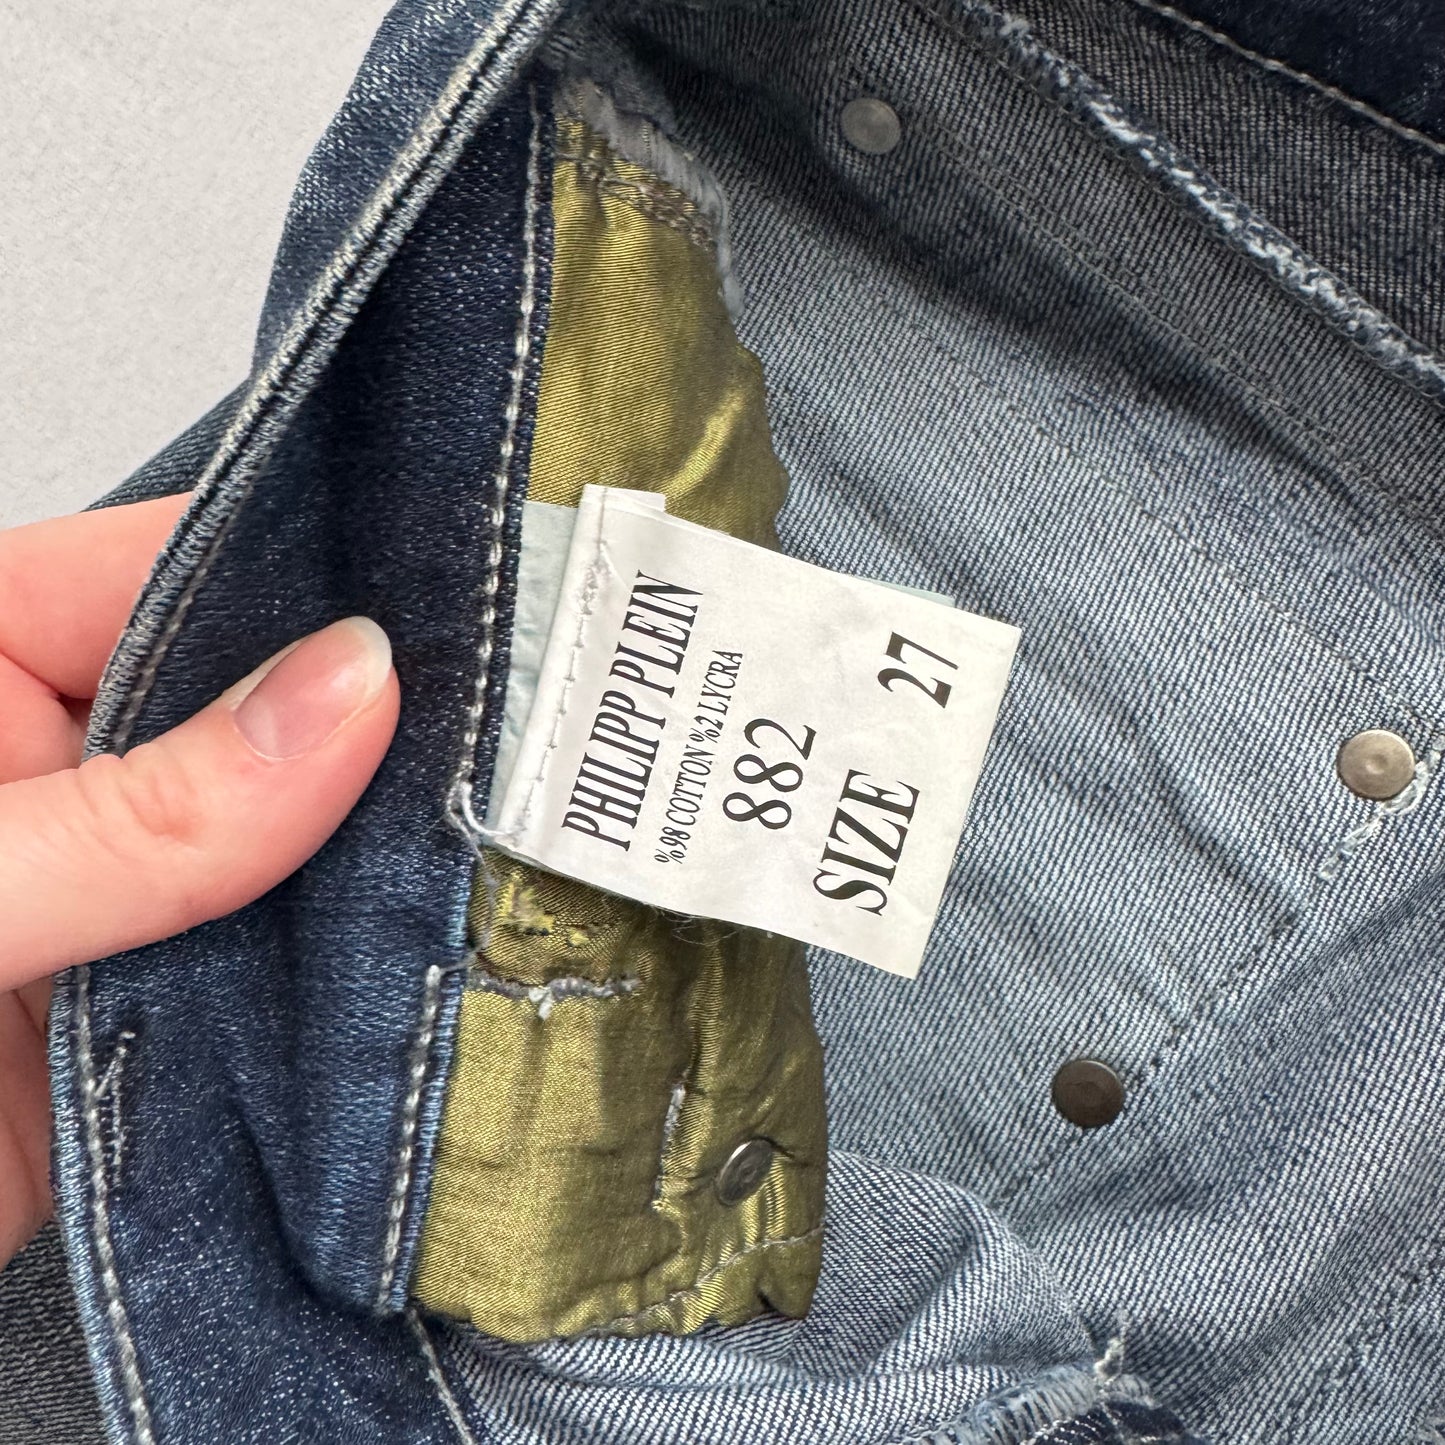 PHILIPP PLEIN
%98 COTTON %2 LYCRA
882
SIZE 27